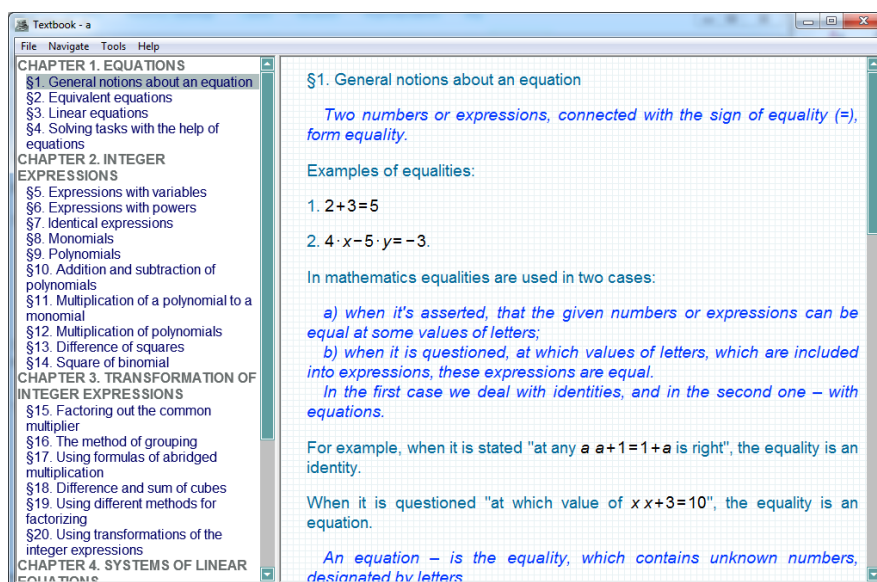 Textbook - a
File Navigate Tools Help
CHAPTER 1. EQUATIONS
§1. General notions about an equation
§2. Equivalent equations
§3. Linear equations
§4. Solving tasks with the help of
equations
CHAPTER 2. INTEGER
EXPRESSIONS
§5. Expressions with variables
§6. Expressions with powers
§7. Identical expressions
§8. Monomials
§9. Polynomials
§10. Addition and subtraction of
polynomials
§11. Multiplication of a polynomial to a
monomial
§12. Multiplication of polynomials
§13. Difference of squares
§14. Square of binomial
CHAPTER 3. TRANSFORMATION OF
INTEGER EXPRESSIONS
§15. Factoring out the common
multiplier
§16. The method of grouping
§17. Using formulas of abridged
multiplication
§18. Difference and sum of cubes
§19. Using different methods for
factorizing
§20. Using transformations of the
integer expressions
CHAPTER 4. SYSTEMS OF LINEAR
EQUATIONS
§1. General notions about an equation
Two numbers or expressions, connected with the sign of equality (=),
form equality.
Examples of equalities:
1. 2+3=5
2. 4·x−5·y=−3.
In mathematics equalities are used in two cases:
a) when it's asserted, that the given numbers or expressions can be
equal at some values of letters;
b) when it is questioned, at which values of letters, which are included
into expressions, these expressions are equal.
In the first case we deal with identities, and in the second one – with
equations.
For example, when it is stated "at any a a+1=1+a is right", the equality is an
identity.
When it is questioned "at which value of x x+3=10", the equality is an
equation.
An equation – is the equality, which contains unknown numbers,
designated by letters